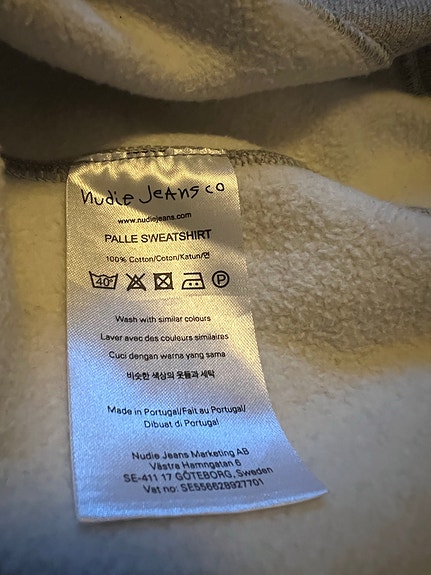 Nudie Jeans co
www.nudiejeans.com
PALLE SWEATSHIRT
100% Cotton/Coton/Katun/면
40° P
Wash with similar colours
Laver avec des couleurs similaires
Cuci dengan warna yang sama
비슷한 색상의 옷들과 세탁
Made in Portugal/Fait au Portugal/
Dibuat di Portugal
Nudie Jeans Marketing AB
Västra Hamngatan 6
SE-411 17 GÖTEBORG, Sweden
Vat no: SE556628927701